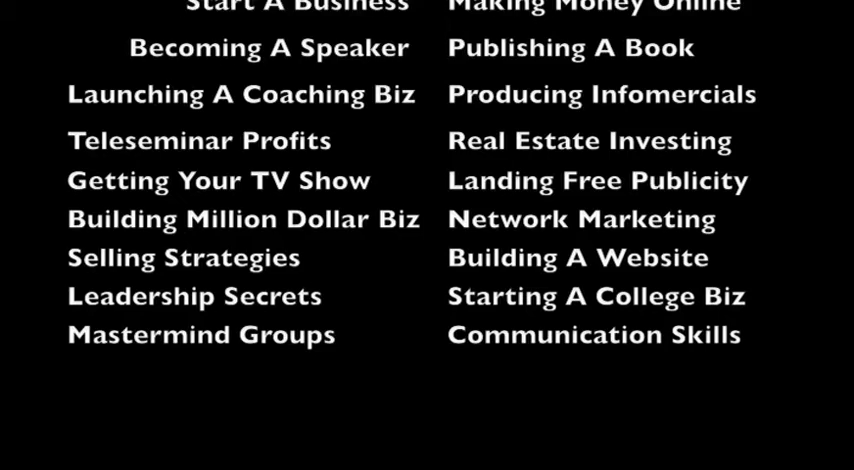 Start A Business Making Money Online
Becoming A Speaker Publishing A Book
Launching A Coaching Biz Producing Infomercials
Teleseminar Profits Real Estate Investing
Getting Your TV Show Landing Free Publicity
Building Million Dollar Biz Network Marketing
Selling Strategies Building A Website
Leadership Secrets Starting A College Biz
Mastermind Groups Communication Skills